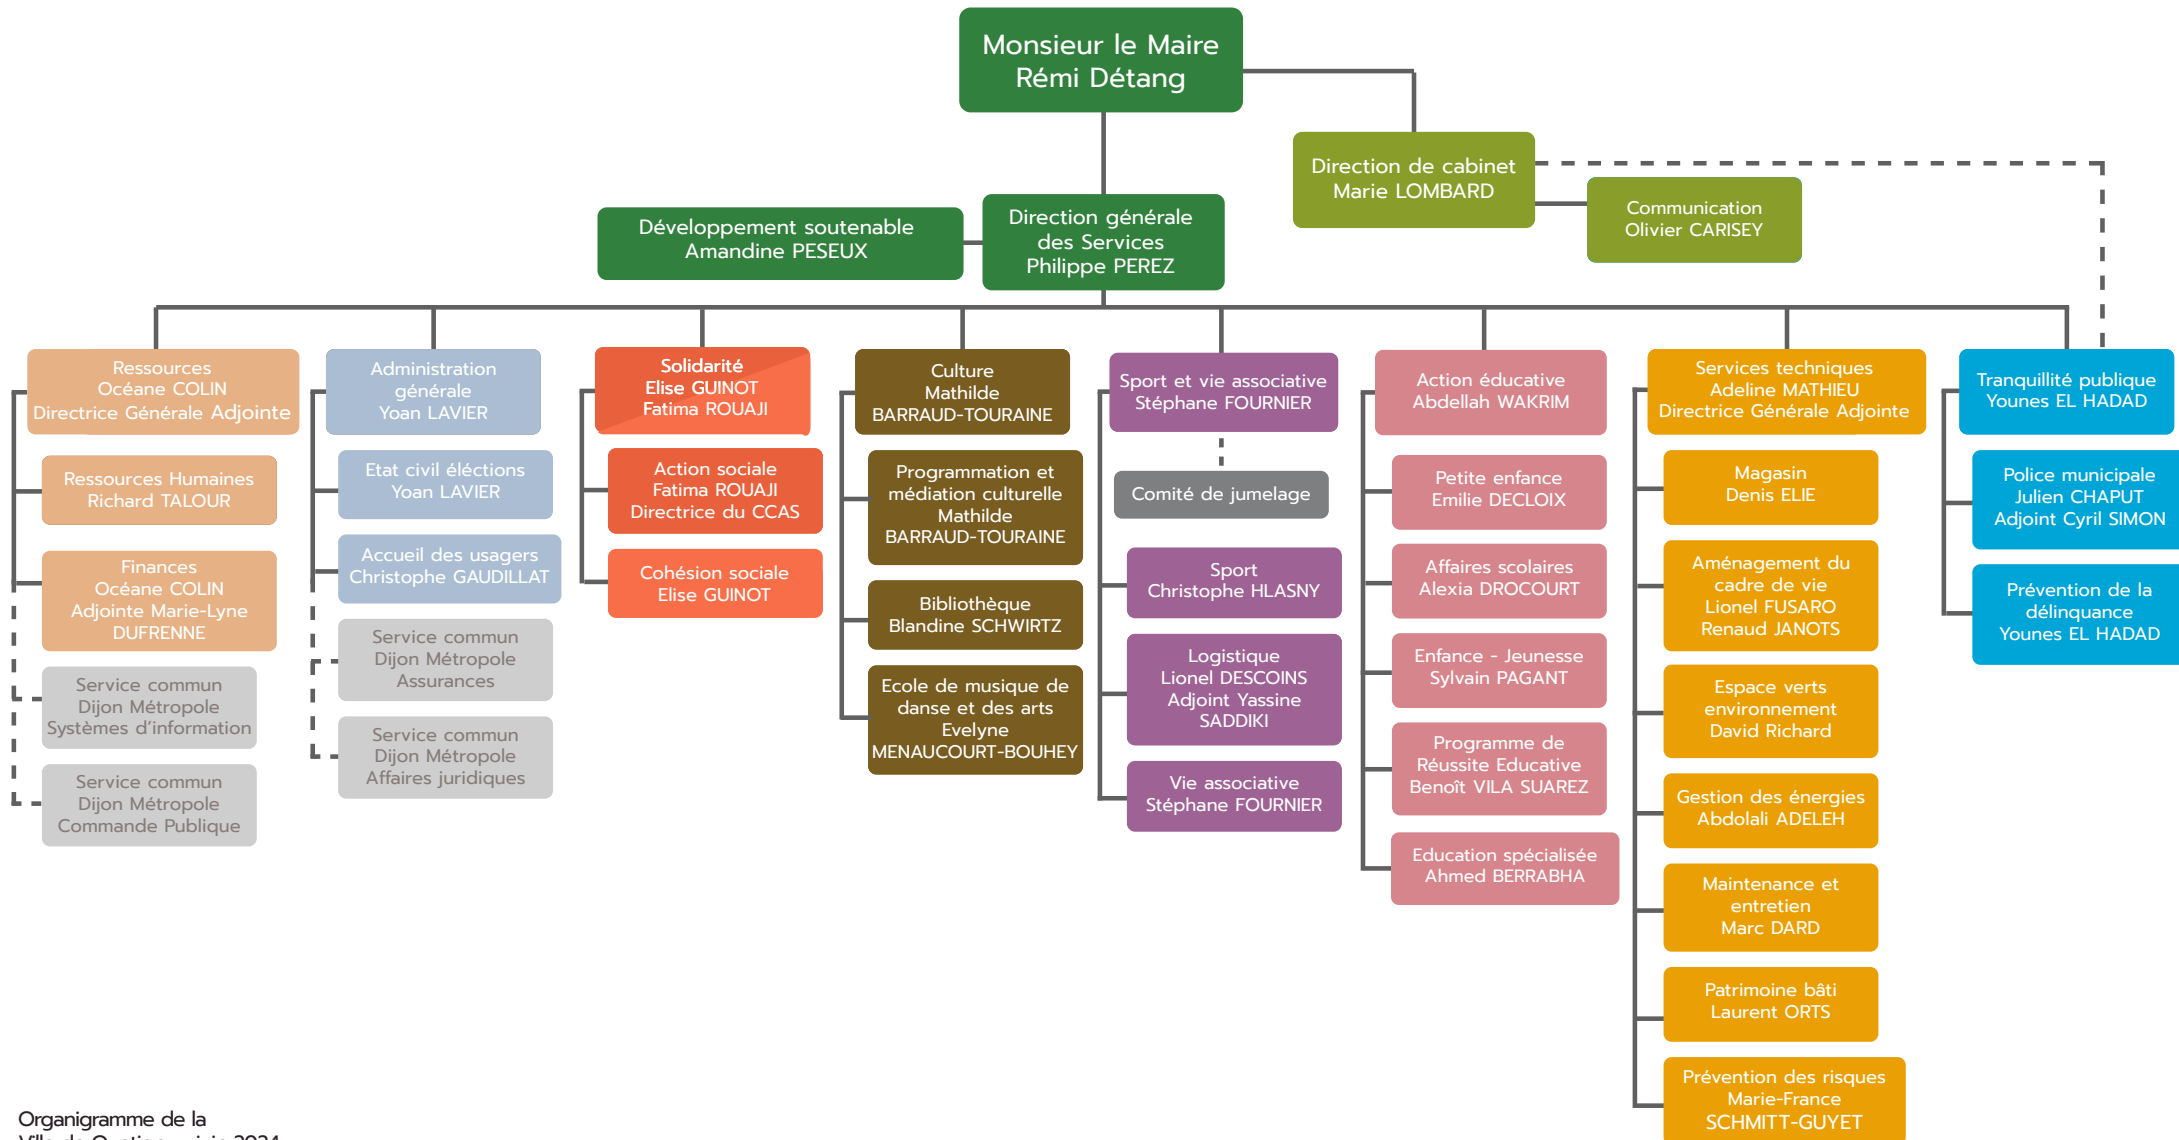 Monsieur le Maire
Rémi Détang
Direction de cabinet
Marie LOMBARD
Communication
Olivier CARISEY
Développement soutenable
Amandine PESEUX
Direction générale
des Services
Philippe PEREZ
Ressources
Océane COLIN
Directrice Générale Adjointe
Ressources Humaines
Richard TALOUR
Finances
Océane COLIN
Adjointe Marie-Lyne
DUFRENNE
Service commun
Dijon Métropole
Systèmes d'information
Service commun
Dijon Métropole
Commande Publique
Administration
générale
Yoan LAVIER
Etat civil éléctions
Yoan LAVIER
Accueil des usagers
Christophe GAUDILLAT
Service commun
Dijon Métropole
Assurances
Service commun
Dijon Métropole
Affaires juridiques
Solidarité
Elise GUINOT
Fatima ROUAJI
Action sociale
Fatima ROUAJI
Directrice du CCAS
Cohésion sociale
Elise GUINOT
Culture
Mathilde
BARRAUD-TOURAINE
Programmation et
médiation culturelle
Mathilde
BARRAUD-TOURAINE
Bibliothèque
Blandine SCHWIRTZ
Ecole de musique de
danse et des arts
Evelyne
MENAUCOURT-BOUHEY
Sport et vie associative
Stéphane FOURNIER
Comité de jumelage
Sport
Christophe HLASNY
Logistique
Lionel DESCOINS
Adjoint Yassine
SADDIKI
Vie associative
Stéphane FOURNIER
Action éducative
Abdellah WAKRIM
Petite enfance
Emilie DECLOIX
Affaires scolaires
Alexia DROCOURT
Enfance - Jeunesse
Sylvain PAGANT
Programme de
Réussite Educative
Benoît VILA SUAREZ
Education spécialisée
Ahmed BERRABHA
Services techniques
Adeline MATHIEU
Directrice Générale Adjointe
Magasin
Denis ELIE
Aménagement du
cadre de vie
Lionel FUSARO
Renaud JANOTS
Espace verts
environnement
David Richard
Gestion des énergies
Abdolali ADELEH
Maintenance et
entretien
Marc DARD
Patrimoine bâti
Laurent ORTS
Prévention des risques
Marie-France
SCHMITT-GUYET
Tranquillité publique
Younes EL HADAD
Police municipale
Julien CHAPUT
Adjoint Cyril SIMON
Prévention de la
délinquance
Younes EL HADAD
Organigramme de la